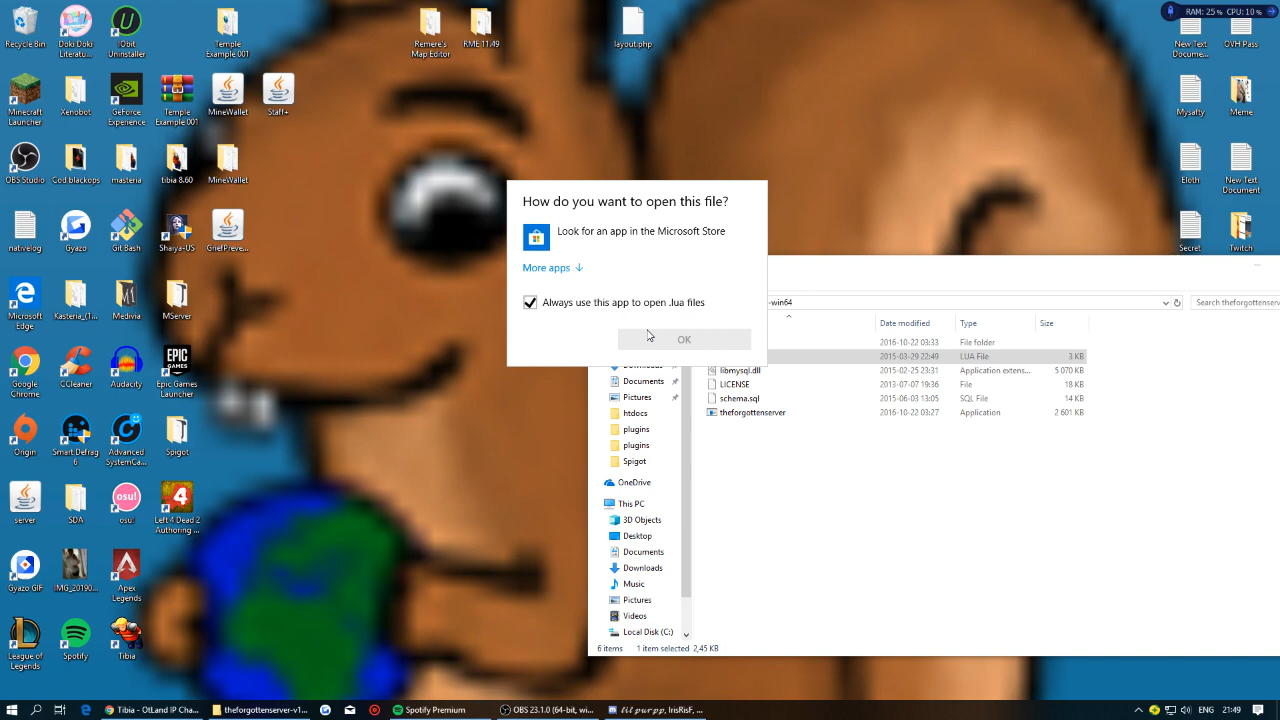 Recycle Bin
Doki Doki
Literatu...
IObit
Uninstaller
Temple
Example 001
Remere's
Map Editor
RME 11.49
layout.php
RAM: 25 % CPU: 10 %
New Text
Docume...
OVH Pass
Minecraft
Launcher
Xenobot
GeForce
Experience
Temple
Example 001
MineWallet
Staff+
Mysafty
Meme
OBS Studio
Cod blackops
masteria
tibia 8.60
MineWallet
Eloth
New Text
Document
nativelog
Gyazo
Git Bash
Shaiya-US
GriefPreve...
Secret
Twitch
Microsoft
Edge
Kasteria_(1...
Medivia
MServer
Google
Chrome
CCleaner
Audacity
Epic Games
Launcher
Origin
Smart Defrag
6
Advanced
SystemCa...
Spigot
server
SDA
osu!
Left 4 Dead 2
Authoring ...
Gyazo GIF
IMG_20190...
Apex
Legends
League of
Legends
Spotify
Tibia
How do you want to open this file?
Look for an app in the Microsoft Store
More apps
Always use this app to open .lua files
OK
-win64
Search theforgottenserv
Date modified
Type
Size
2016-10-22 03:33
File folder
2015-03-29 22:49
LUA File
3 KB
libmysql.dll
2015-02-25 23:31
Application extens...
5 070 KB
LICENSE
2013-07-07 19:36
File
18 KB
schema.sql
2015-06-03 13:05
SQL File
14 KB
theforgottenserver
2016-10-22 03:27
Application
2 601 KB
Downloads
Documents
Pictures
htdocs
plugins
plugins
Spigot
OneDrive
This PC
3D Objects
Desktop
Documents
Downloads
Music
Pictures
Videos
Local Disk (C:)
6 items
1 item selected 2,45 KB
Tibia - OtLand IP Cha...
theforgottenserver-v1...
Spotify Premium
OBS 23.1.0 (64-bit, wi...
lil purpp, IrisRisF, ...
ENG
21:49